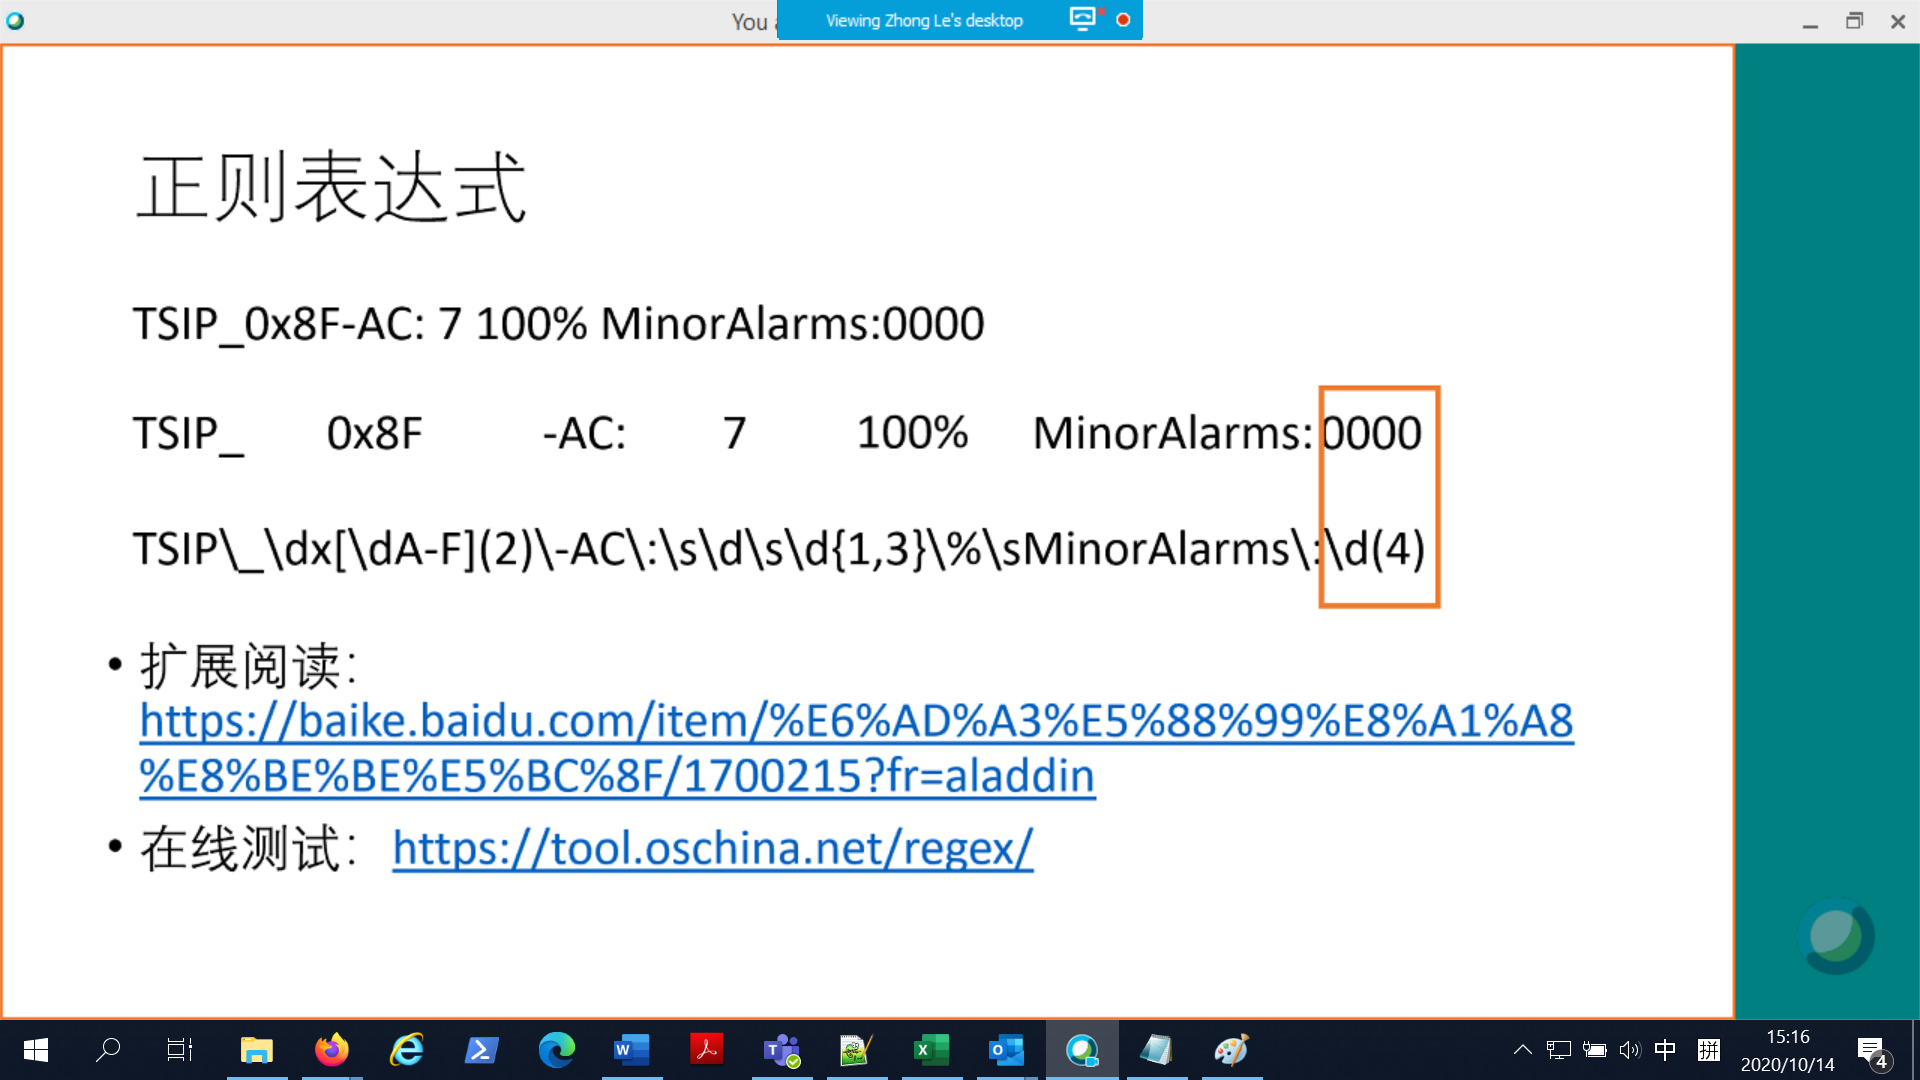 You a
Viewing Zhong Le's desktop
正则表达式
TSIP_0x8F-AC: 7 100% MinorAlarms:0000
TSIP_ 0x8F -AC: 7 100% MinorAlarms: 0000
TSIP\_\dx[\dA-F](2)\-AC\:\s\d\s\d{1,3}\%\sMinorAlarms\:\d(4)
• 扩展阅读:
https://baike.baidu.com/item/%E6%AD%A3%E5%88%99%E8%A1%A8
%E8%BE%BE%E5%BC%8F/1700215?fr=aladdin
• 在线测试: https://tool.oschina.net/regex/
中 拼
15:16
2020/10/14
4